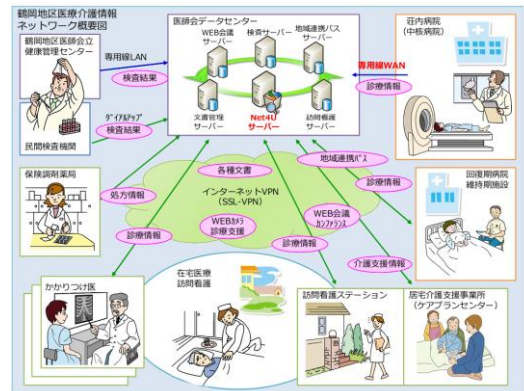 鶴岡地区医療介護情報
ネットワーク概要図
鶴岡地区医師会立
健康管理センター
民間検査機関
専用線LAN
検査結果
ﾀﾞｲｱﾙｱｯﾌﾟ
検査結果
医師会データセンター
WEB会議
サーバー
検査サーバー
地域連携パス
サーバー
文書管理
サーバー
Net4U
サーバー
訪問看護
サーバー
専用線WAN
診療情報
荘内病院
(中核病院)
保険調剤薬局
処方情報
各種文書
インターネットVPN
(SSL-VPN)
WEBｶﾒﾗ
診療支援
WEB会議
ｶﾝﾌｧﾗﾝｽ
地域連携ﾊﾟｽ
診療情報
回復期病院
維持期施設
診療情報
診療情報
介護支援情報
かかりつけ医
在宅医療
訪問看護
訪問看護ステーション
居宅介護支援事業所
(ケアプランセンター)